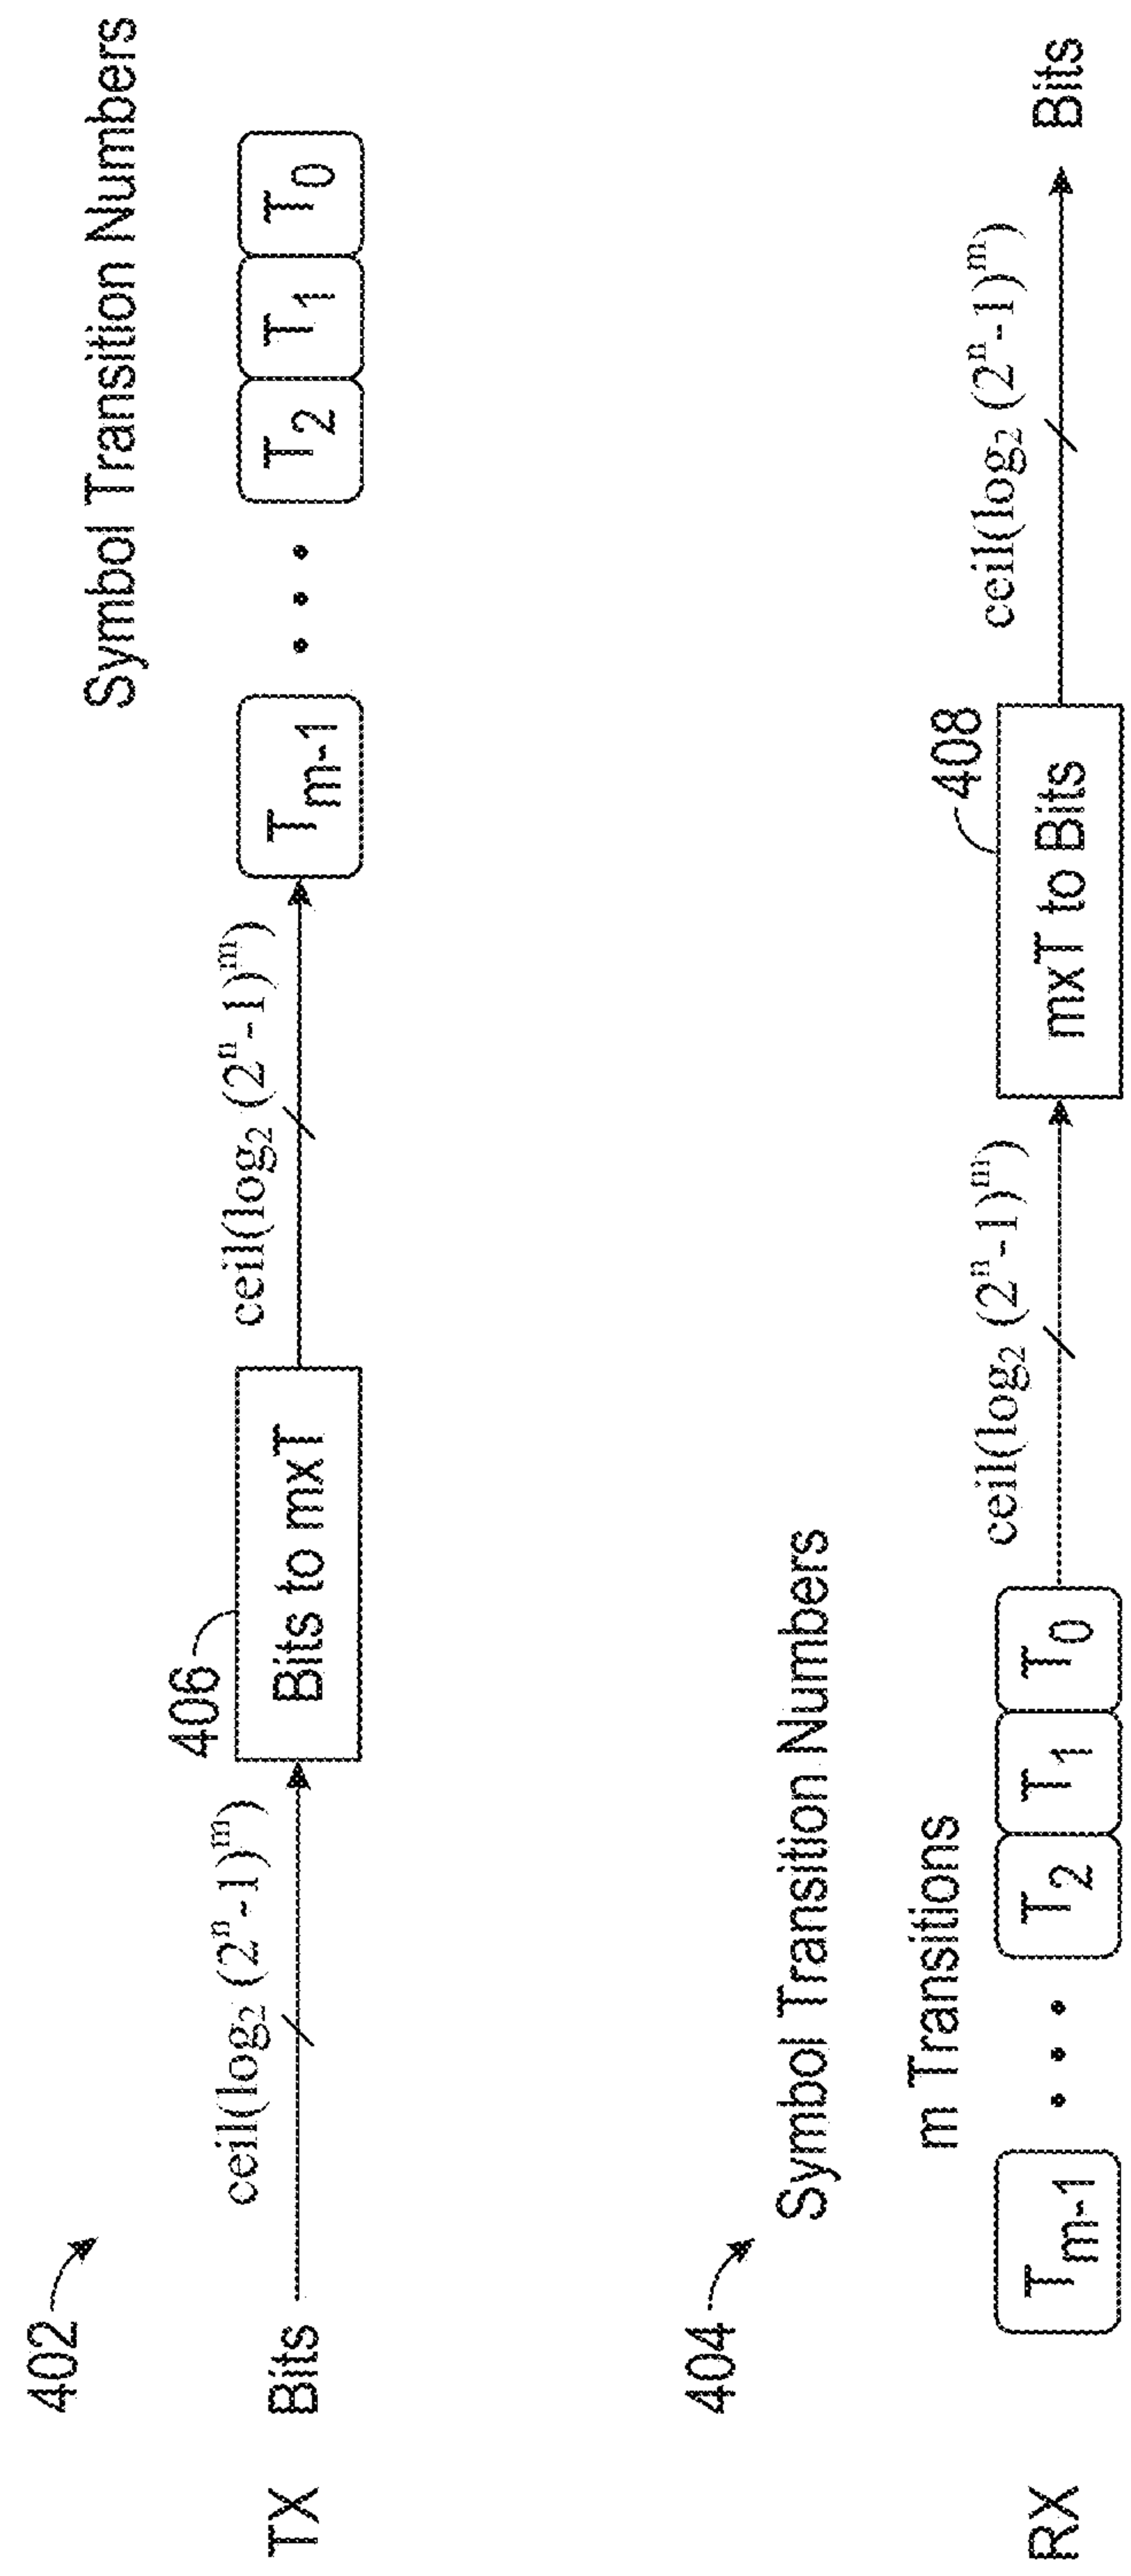 402
Symbol Transition Numbers
TX Bits
ceil(log₂ (2ⁿ-1)ᵐ)
406
Bits to mxT
ceil(log₂ (2ⁿ-1)ᵐ)
Tₘ₋₁ • • • T₂ T₁ T₀
404
Symbol Transition Numbers
m Transitions
RX
Tₘ₋₁ • • • T₂ T₁ T₀
ceil(log₂ (2ⁿ-1)ᵐ)
408
mxT to Bits
ceil(log₂ (2ⁿ-1)ᵐ)
Bits